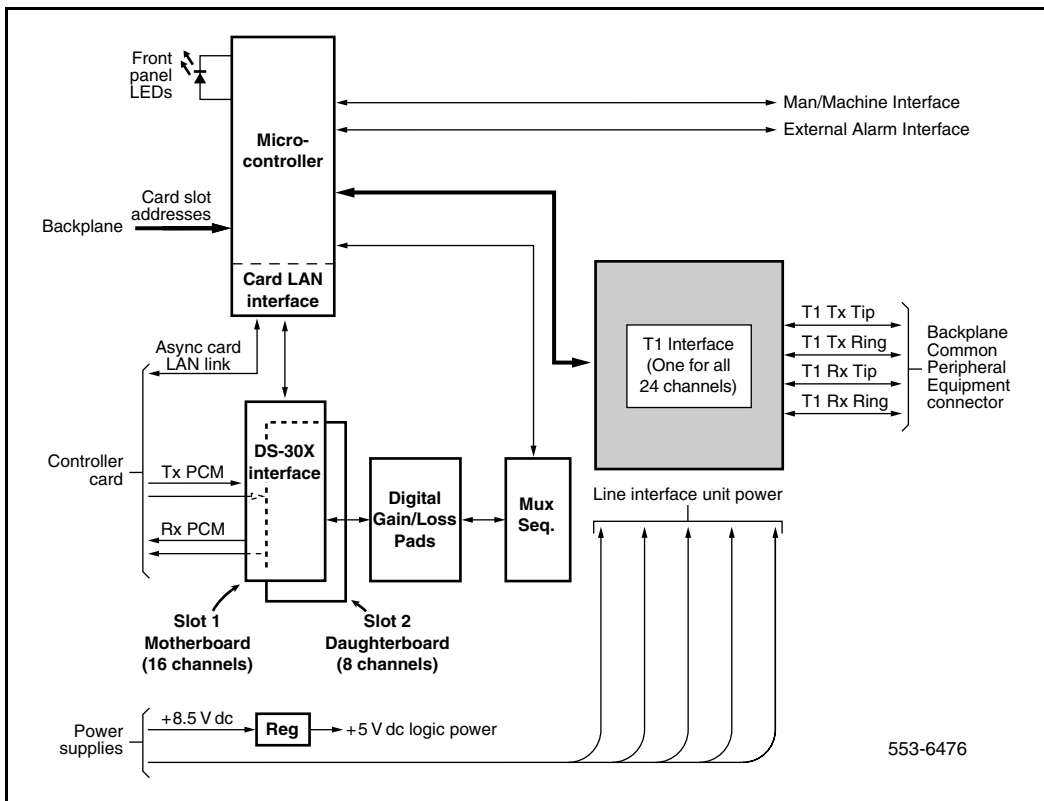 Front
panel
LEDs
Micro-
controller
Man/Machine Interface
External Alarm Interface
Card slot
addresses
Backplane
Card LAN
interface
T1 Interface
(One for all
24 channels)
T1 Tx Tip
T1 Tx Ring
T1 Rx Tip
T1 Rx Ring
Backplane
Common
Peripheral
Equipment
connector
Async card
LAN link
Controller
card
Tx PCM
Rx PCM
DS-30X
interface
Digital
Gain/Loss
Pads
Mux
Seq.
Line interface unit power
Slot 1
Motherboard
(16 channels)
Slot 2
Daughterboard
(8 channels)
Power
supplies
+8.5 V dc
Reg
+5 V dc logic power
553-6476